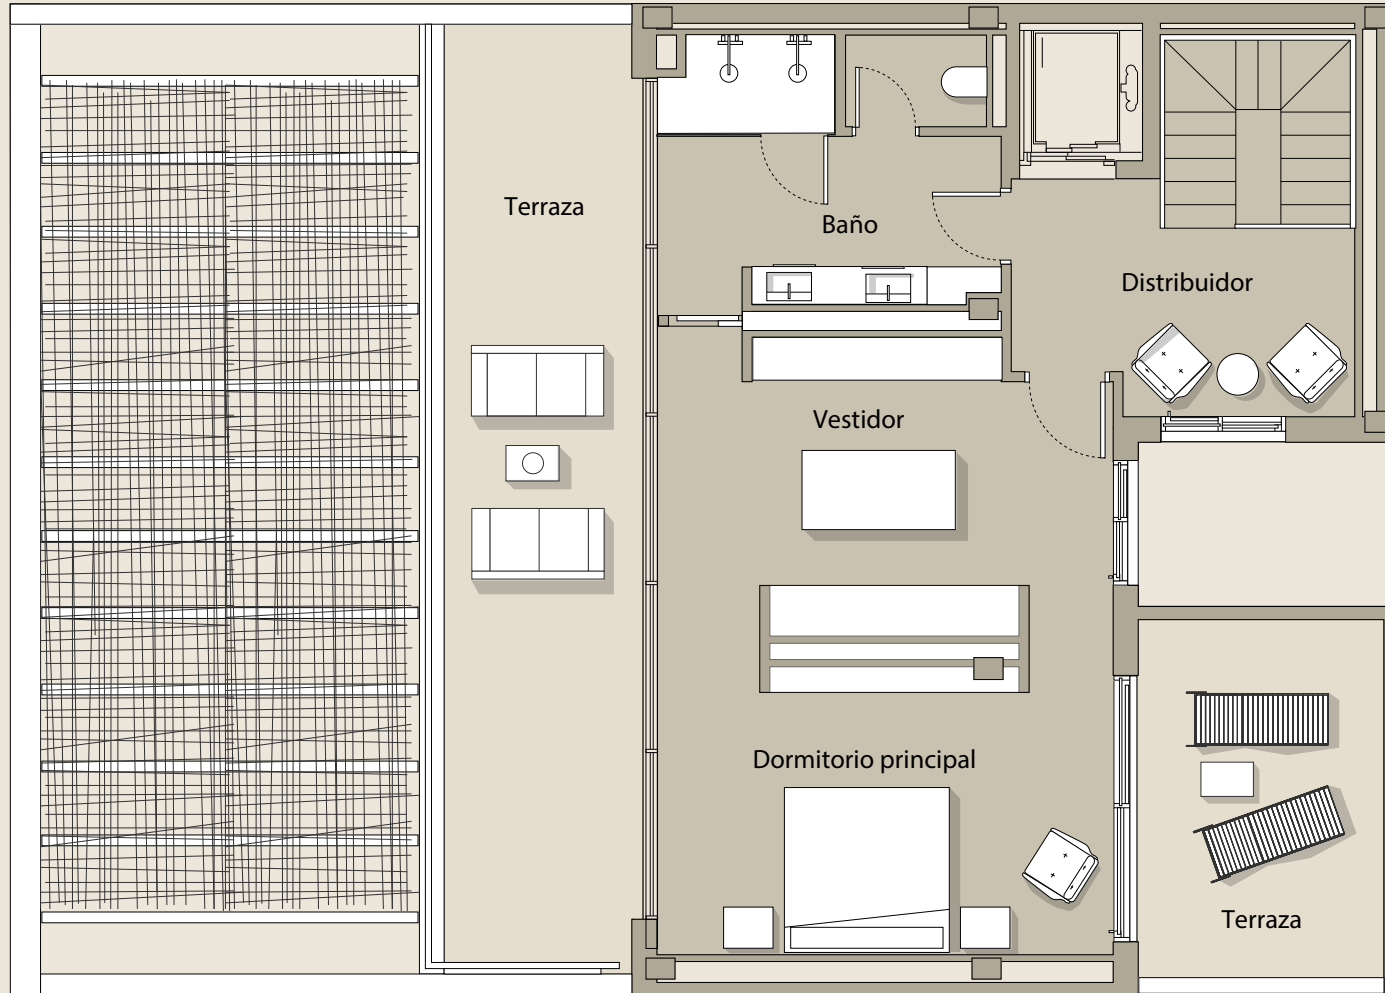 Terraza
Baño
Distribuidor
Vestidor
Dormitorio principal
Terraza